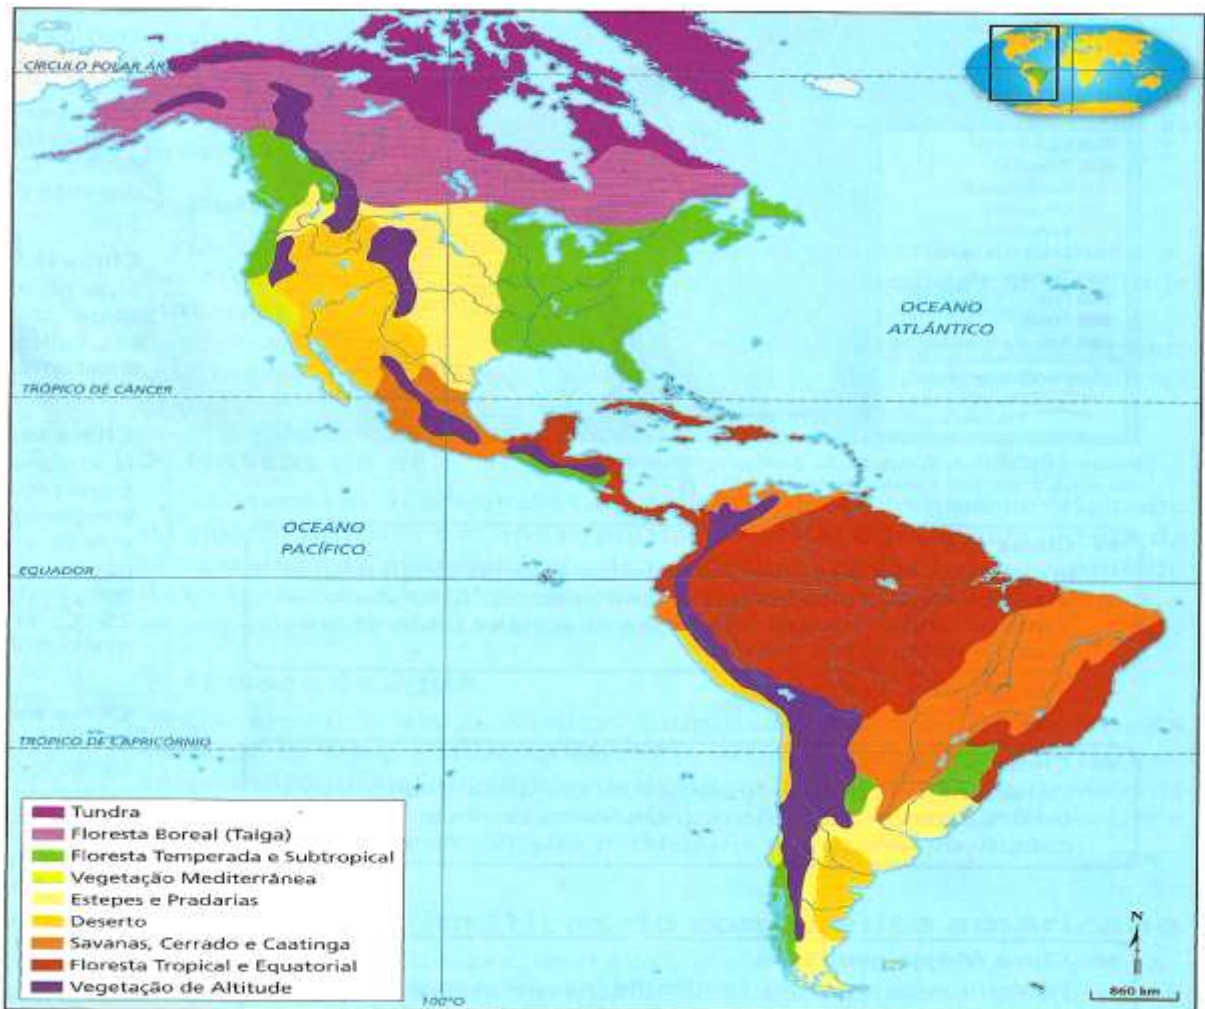 CÍRCULO POLAR ÁRTICO
OCEANO
ATLÂNTICO
TRÓPICO DE CÂNCER
OCEANO
PACÍFICO
EQUADOR
TRÓPICO DE CAPRICÓRNIO
Tundra
Floresta Boreal (Taiga)
Floresta Temperada e Subtropical
Vegetação Mediterrânea
Estepes e Pradarias
Deserto
Savanas, Cerrado e Caatinga
Floresta Tropical e Equatorial
Vegetação de Altitude
100°O
N
860 km